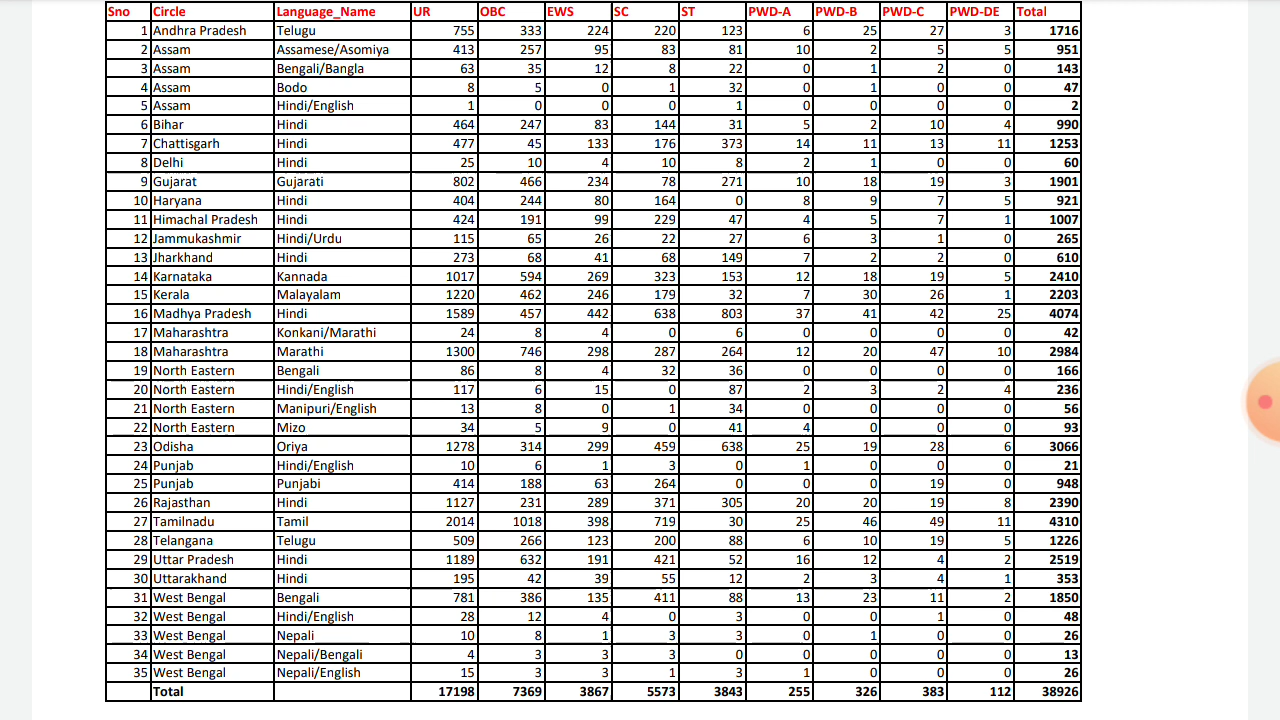 Sno Circle Language_Name UR OBC EWS SC ST PWD-A PWD-B PWD-C PWD-DE Total
1 Andhra Pradesh Telugu 755 333 224 220 123 6 25 27 3 1716
2 Assam Assamese/Asomiya 413 257 95 83 81 10 2 5 5 951
3 Assam Bengali/Bangla 63 35 12 8 22 0 1 2 0 143
4 Assam Bodo 8 5 0 1 32 0 1 0 0 47
5 Assam Hindi/English 1 0 0 0 1 0 0 0 0 2
6 Bihar Hindi 464 247 83 144 31 5 2 10 4 990
7 Chattisgarh Hindi 477 45 133 176 373 14 11 13 11 1253
8 Delhi Hindi 25 10 4 10 8 2 1 0 0 60
9 Gujarat Gujarati 802 466 234 78 271 10 18 19 3 1901
10 Haryana Hindi 404 244 80 164 0 8 9 7 5 921
11 Himachal Pradesh Hindi 424 191 99 229 47 4 5 7 1 1007
12 Jammukashmir Hindi/Urdu 115 65 26 22 27 6 3 1 0 265
13 Jharkhand Hindi 273 68 41 68 149 7 2 2 0 610
14 Karnataka Kannada 1017 594 269 323 153 12 18 19 5 2410
15 Kerala Malayalam 1220 462 246 179 32 7 30 26 1 2203
16 Madhya Pradesh Hindi 1589 457 442 638 803 37 41 42 25 4074
17 Maharashtra Konkani/Marathi 24 8 4 0 6 0 0 0 0 42
18 Maharashtra Marathi 1300 746 298 287 264 12 20 47 10 2984
19 North Eastern Bengali 86 8 4 32 36 0 0 0 0 166
20 North Eastern Hindi/English 117 6 15 0 87 2 3 2 4 236
21 North Eastern Manipuri/English 13 8 0 1 34 0 0 0 0 56
22 North Eastern Mizo 34 5 9 0 41 4 0 0 0 93
23 Odisha Oriya 1278 314 299 459 638 25 19 28 6 3066
24 Punjab Hindi/English 10 6 1 3 0 1 0 0 0 21
25 Punjab Punjabi 414 188 63 264 0 0 0 19 0 948
26 Rajasthan Hindi 1127 231 289 371 305 20 20 19 8 2390
27 Tamilnadu Tamil 2014 1018 398 719 30 25 46 49 11 4310
28 Telangana Telugu 509 266 123 200 88 6 10 19 5 1226
29 Uttar Pradesh Hindi 1189 632 191 421 52 16 12 4 2 2519
30 Uttarakhand Hindi 195 42 39 55 12 2 3 4 1 353
31 West Bengal Bengali 781 386 135 411 88 13 23 11 2 1850
32 West Bengal Hindi/English 28 12 4 0 3 0 0 1 0 48
33 West Bengal Nepali 10 8 1 3 3 0 1 0 0 26
34 West Bengal Nepali/Bengali 4 3 3 3 0 0 0 0 0 13
35 West Bengal Nepali/English 15 3 3 1 3 1 0 0 0 26
Total 17198 7369 3867 5573 3843 255 326 383 112 38926